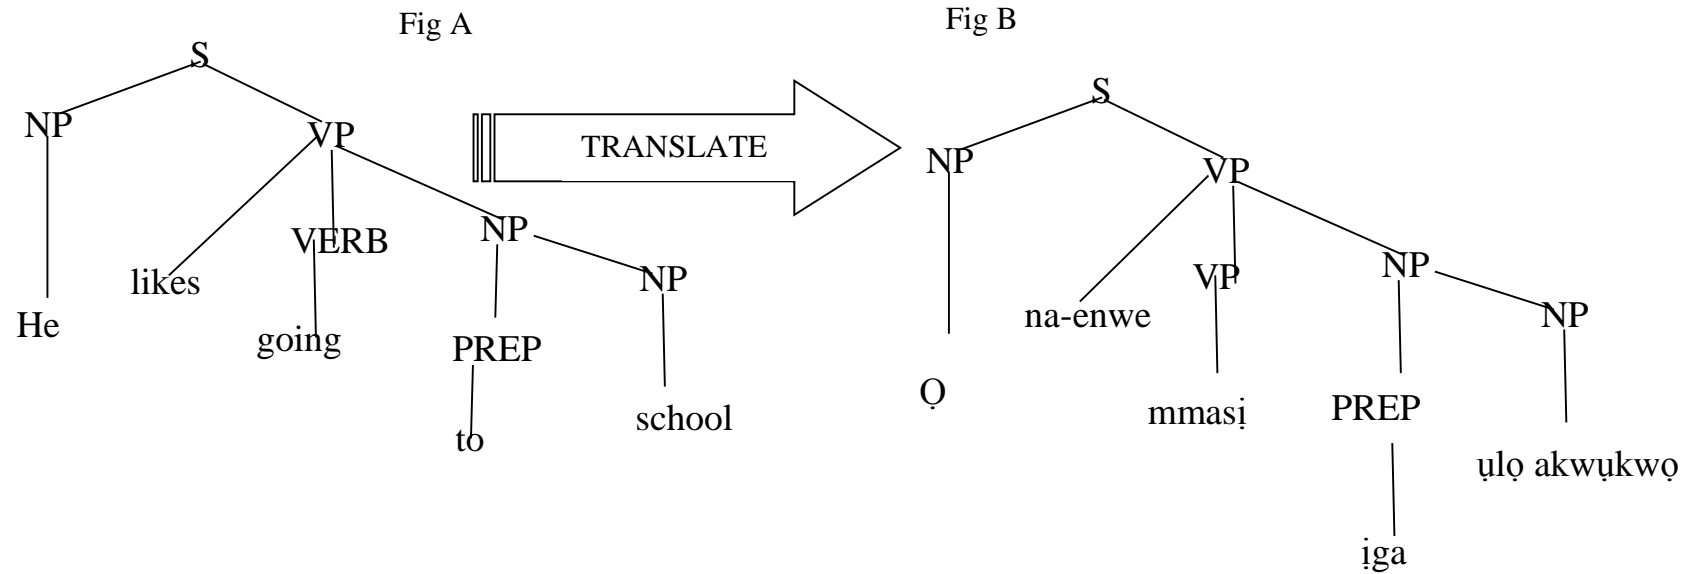 Fig A
Fig B
S
NP
VP
VERB
NP
likes
NP
He
going
PREP
school
to
TRANSLATE
S
NP
VP
VP
NP
na-enwe
NP
Ọ
mmasị
PREP
ụlọ akwụkwọ
ịga